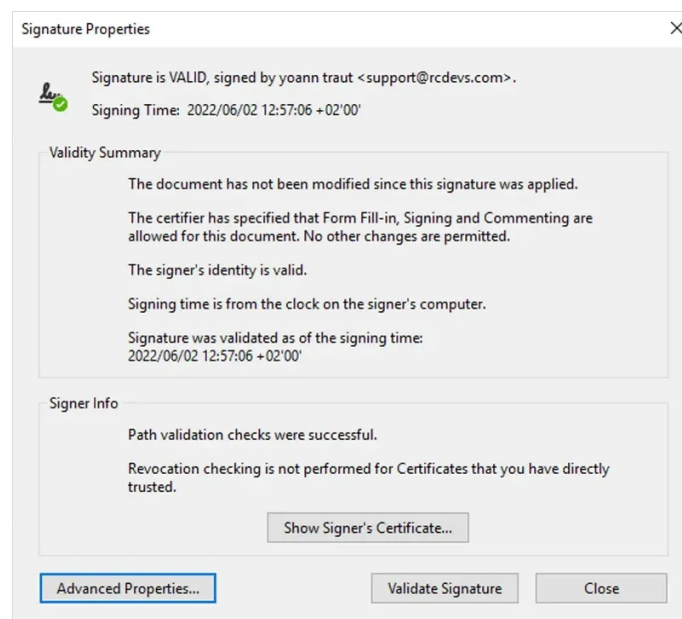 Signature Properties
Signature is VALID, signed by yoann traut <support@rcdevs.com>.
Signing Time: 2022/06/02 12:57:06 +02'00'
Validity Summary
The document has not been modified since this signature was applied.
The certifier has specified that Form Fill-in, Signing and Commenting are
allowed for this document. No other changes are permitted.
The signer's identity is valid.
Signing time is from the clock on the signer's computer.
Signature was validated as of the signing time:
2022/06/02 12:57:06 +02'00'
Signer Info
Path validation checks were successful.
Revocation checking is not performed for Certificates that you have directly
trusted.
Show Signer's Certificate...
Advanced Properties...
Validate Signature
Close